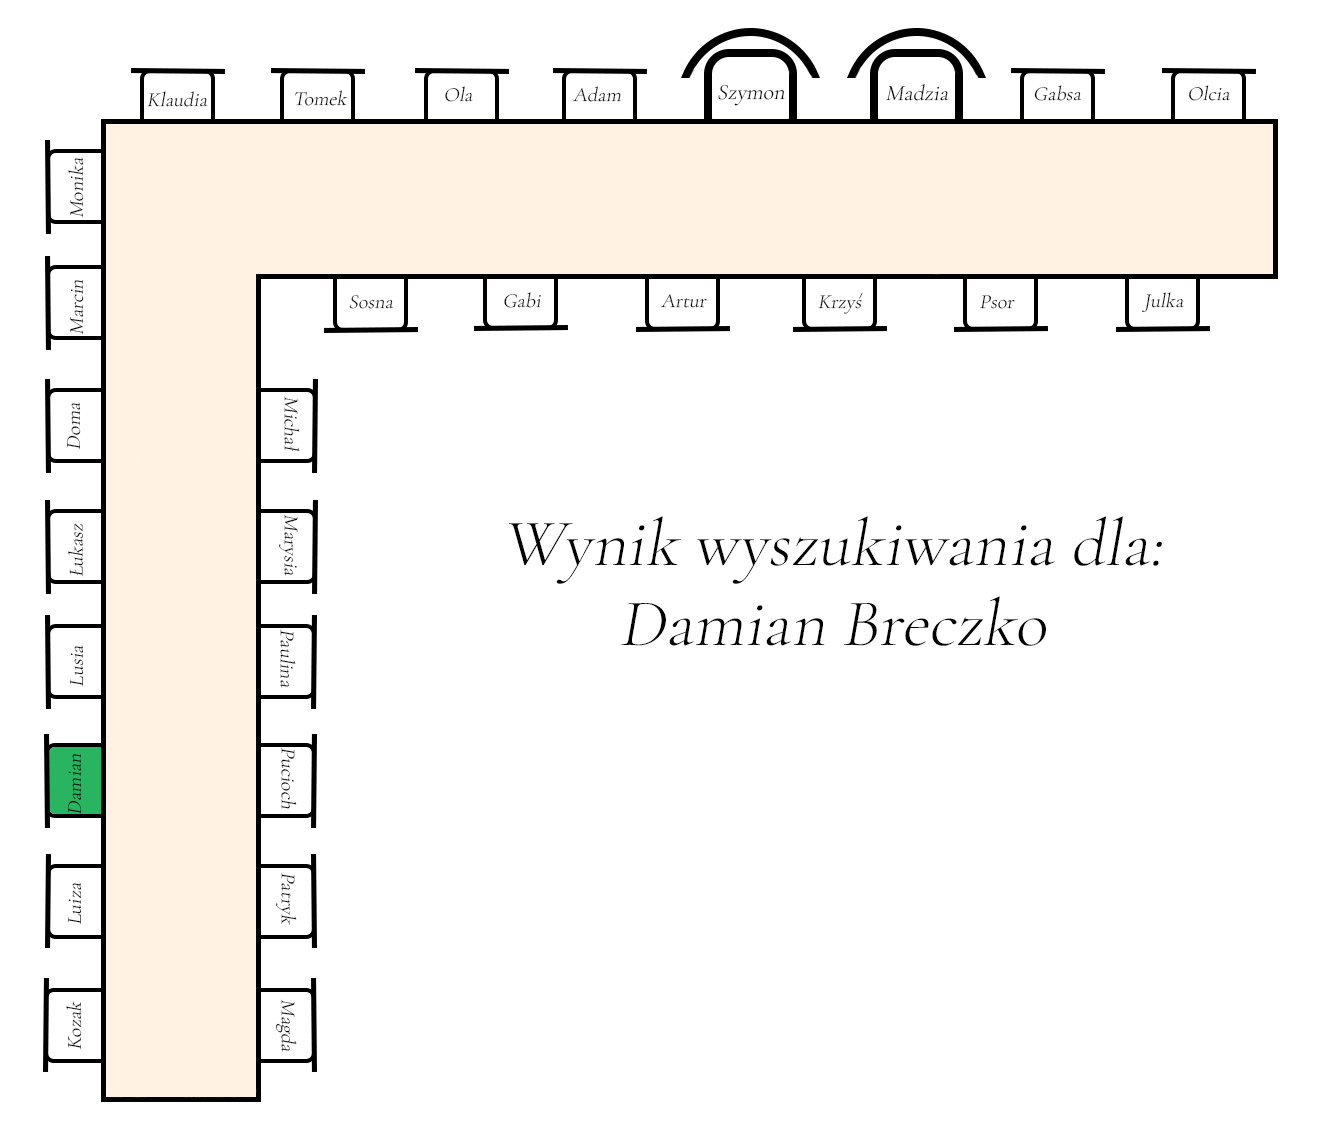 Klaudia
Tomek
Ola
Adam
Szymon
Madzia
Gabsa
Olcia
Monika
Marcin
Doma
Łukasz
Lusia
Damian
Luiza
Kozak
Sosna
Gabi
Artur
Krzyś
Psor
Julka
Michał
Marysia
Paulina
Pucioch
Patryk
Magda
Wynik wyszukiwania dla:
Damian Breczko